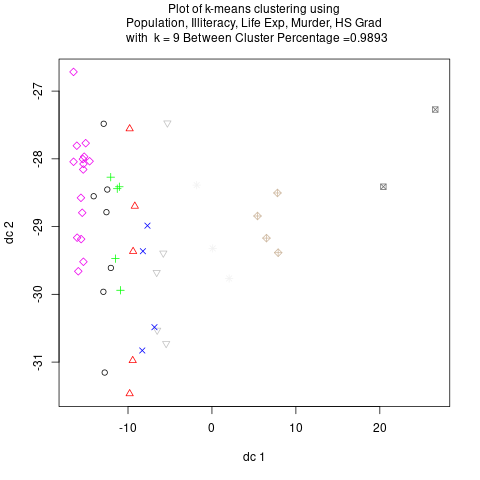 Plot of k-means clustering using
Population, Illiteracy, Life Exp, Murder, HS Grad
with k = 9 Between Cluster Percentage =0.9893
-27
-28
-29
-30
-31
dc 2
-10
0
10
20
dc 1